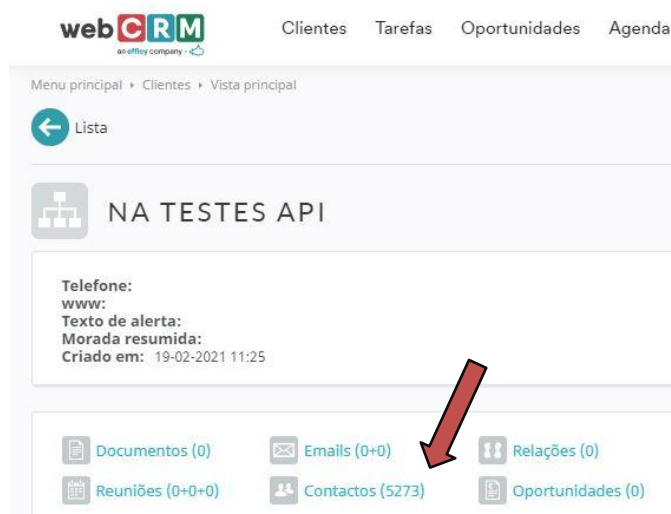 webCRM Clientes Tarefas Oportunidades Agenda
an efficy company -
Menu principal ▸ Clientes ▸ Vista principal
Lista
NA TESTES API
Telefone:
www:
Texto de alerta:
Morada resumida:
Criado em: 19-02-2021 11:25
Documentos (0) Emails (0+0) Relações (0)
Reuniões (0+0+0) Contactos (5273) Oportunidades (0)